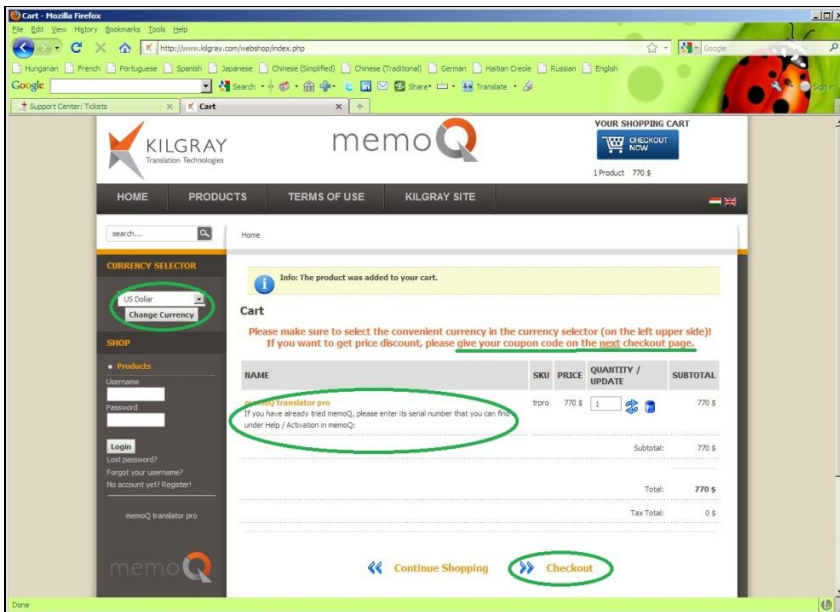 Cart - Mozilla Firefox
File Edit View History Bookmarks Tools Help
http://www.kilgray.com/webshop/index.php
Google
Hungarian French Portuguese Spanish Japanese Chinese (Simplified) Chinese (Traditional) German Haitian Creole Russian English
Google Search Share Translate Sign in
Support Center: Tickets Cart
KILGRAY
Translation Technologies
memoQ
YOUR SHOPPING CART
CHECKOUT NOW
1 Product 770 $
HOME PRODUCTS TERMS OF USE KILGRAY SITE
search...
Home
CURRENCY SELECTOR
US Dollar
Change Currency
SHOP
Products
Username
Password
Login
Lost password?
Forgot your username?
No account yet? Register!
memoQ translator pro
memoQ
Info: The product was added to your cart.
Cart
Please make sure to select the convenient currency in the currency selector (on the left upper side)!
If you want to get price discount, please give your coupon code on the next checkout page.
NAME SKU PRICE QUANTITY / UPDATE SUBTOTAL
memoQ translator pro trpro 770 $ 1 770 $
If you have already tried memoQ, please enter its serial number that you can find
under Help / Activation in memoQ:
Subtotal: 770 $
Total: 770 $
Tax Total: 0 $
Continue Shopping Checkout
Done